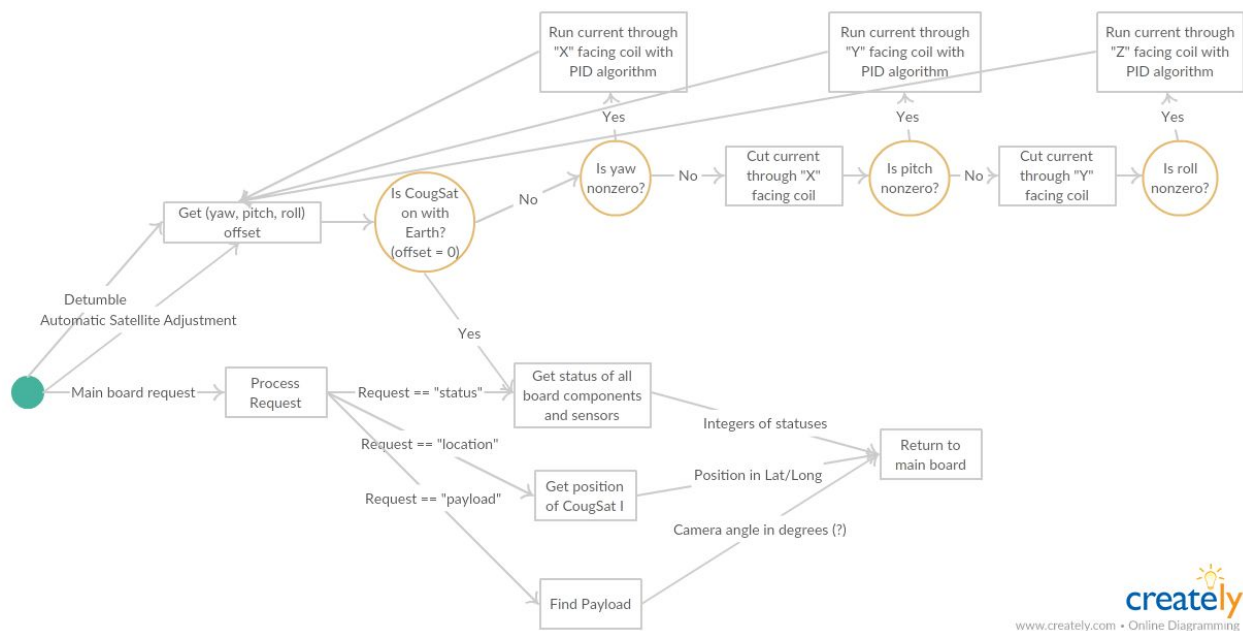 Run current through
"X" facing coil with
PID algorithm
Run current through
"Y" facing coil with
PID algorithm
Run current through
"Z" facing coil with
PID algorithm
Yes
Yes
Yes
Is yaw
nonzero?
No
Cut current
through "X"
facing coil
Is pitch
nonzero?
No
Cut current
through "Y"
facing coil
Is roll
nonzero?
Get (yaw, pitch, roll)
offset
Is CougSat
on with
Earth?
(offset = 0)
No
Detumble
Automatic Satellite Adjustment
Yes
Main board request
Process
Request
Request == "status"
Get status of all
board components
and sensors
Integers of statuses
Request == "location"
Return to
main board
Position in Lat/Long
Request == "payload"
Get position
of CougSat I
Camera angle in degrees (?)
Find Payload
creately
www.creately.com • Online Diagramming